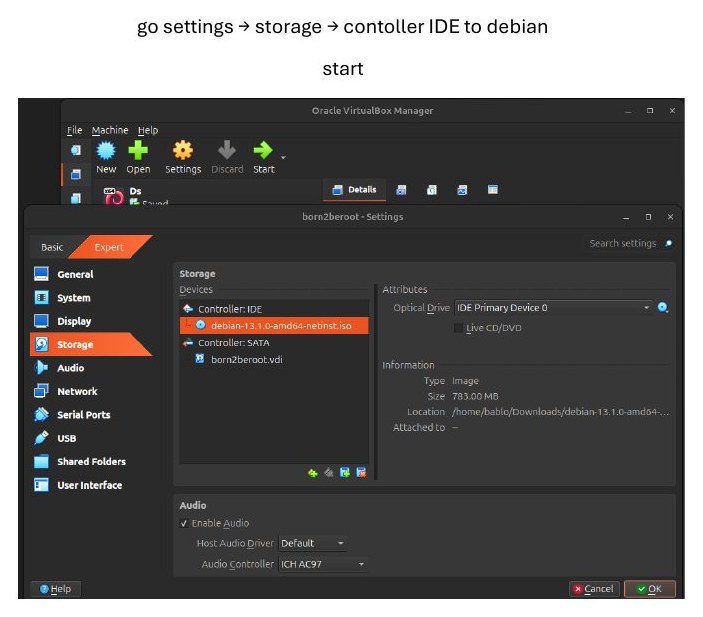 go settings → storage → contoller IDE to debian
start
Oracle VirtualBox Manager
File Machine Help
New Open Settings Discard Start
Ds
Saved
Details
born2beroot - Settings
Basic Expert
Search settings
General
System
Display
Storage
Audio
Network
Serial Ports
USB
Shared Folders
User Interface
Storage
Devices
Controller: IDE
debian-13.1.0-amd64-netinst.iso
Controller: SATA
born2beroot.vdi
Attributes
Optical Drive IDE Primary Device 0
Live CD/DVD
Information
Type Image
Size 783.00 MB
Location /home/bablo/Downloads/debian-13.1.0-amd64-...
Attached to --
Audio
Enable Audio
Host Audio Driver Default
Audio Controller ICH AC97
Help
Cancel OK